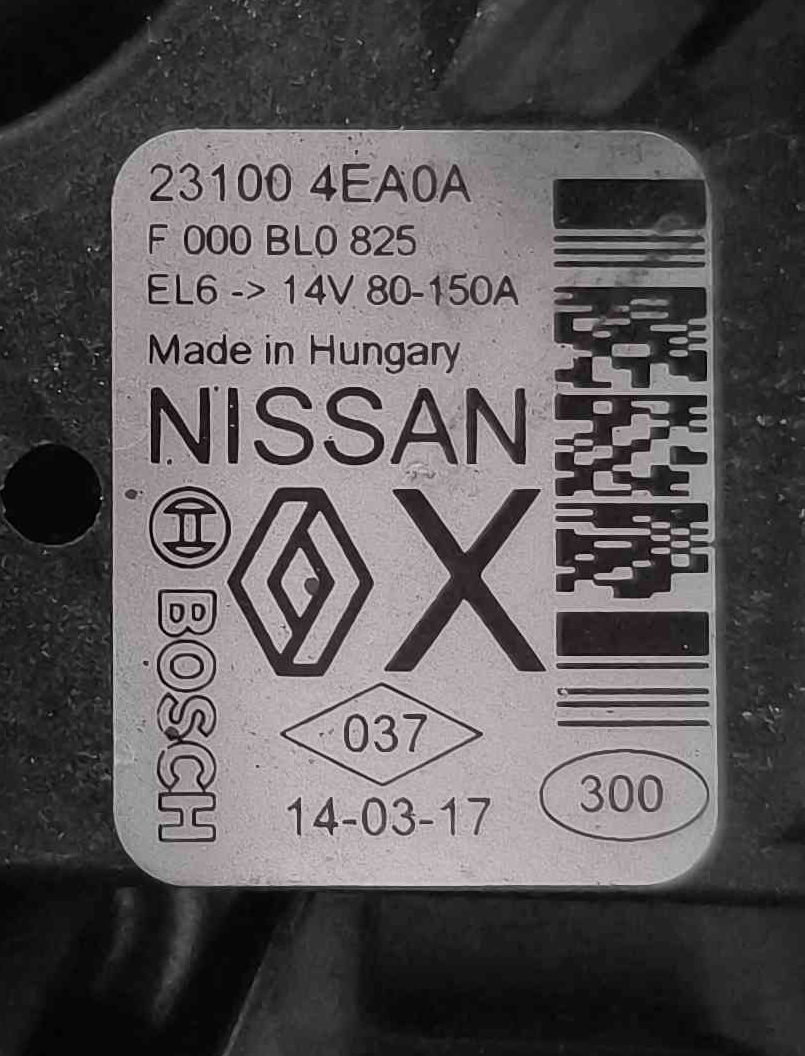 23100 4EA0A
F 000 BL0 825
EL6 -> 14V 80-150A
Made in Hungary
NISSAN
X
BOSCH
037
14-03-17
300